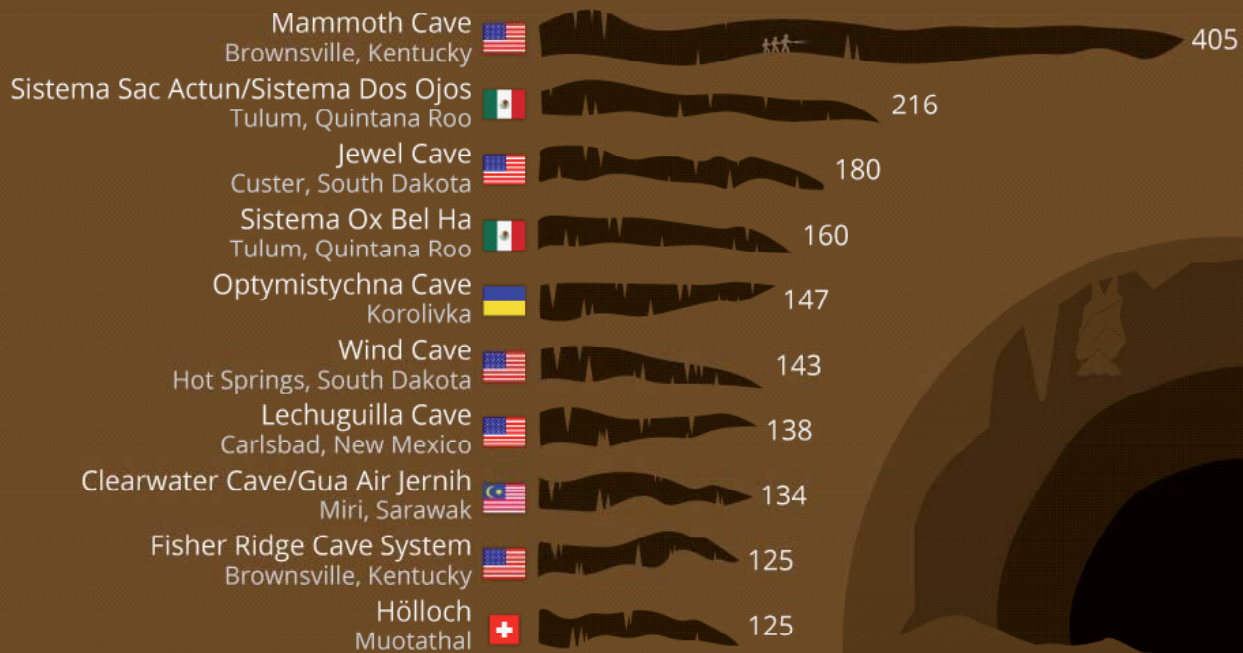 Mammoth Cave
Brownsville, Kentucky
405
Sistema Sac Actun/Sistema Dos Ojos
Tulum, Quintana Roo
216
Jewel Cave
Custer, South Dakota
180
Sistema Ox Bel Ha
Tulum, Quintana Roo
160
Optymistychna Cave
Korolivka
147
Wind Cave
Hot Springs, South Dakota
143
Lechuguilla Cave
Carlsbad, New Mexico
138
Clearwater Cave/Gua Air Jernih
Miri, Sarawak
134
Fisher Ridge Cave System
Brownsville, Kentucky
125
Hölloch
Muotathal
125